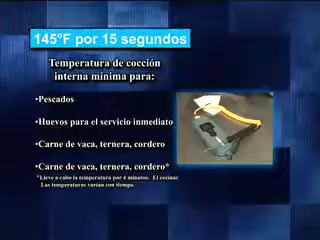 145°F por 15 segundos
Temperatura de cocción
interna mínima para:
•Pescados
•Huevos para el servicio inmediato
•Carne de vaca, ternera, cordero
•Carne de vaca, ternera, cordero*
*Lleve a cabo la temperatura por 4 minutos. El cocinar
Las temperaturas varían con tiempo.